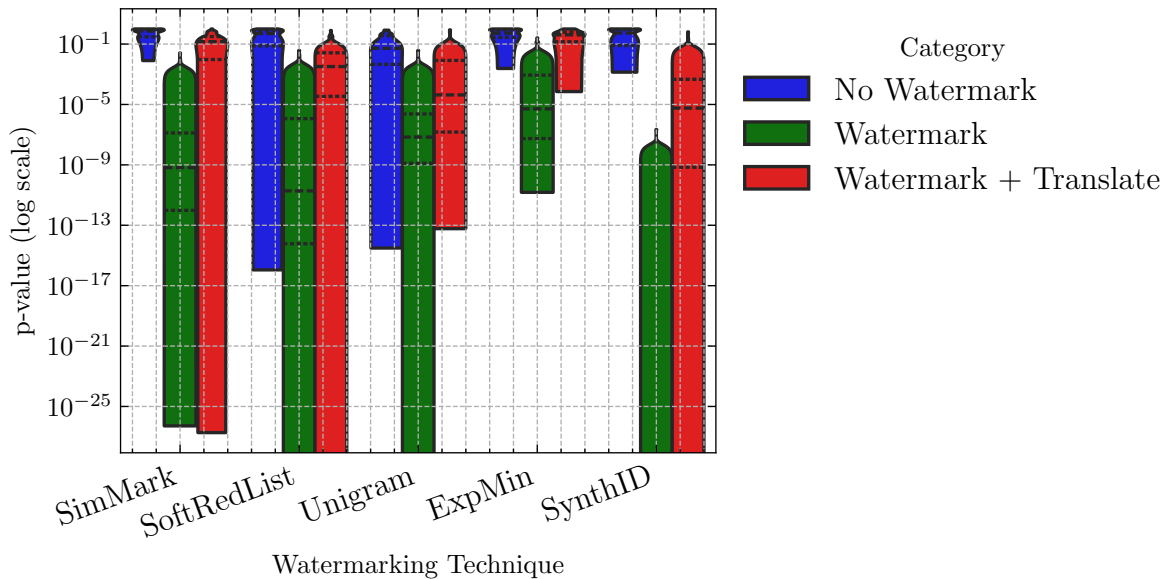 10⁻¹
10⁻⁵
10⁻⁹
10⁻¹³
10⁻¹⁷
10⁻²¹
10⁻²⁵
p-value (log scale)
SimMark
SoftRedList
Unigram
ExpMin
SynthID
Watermarking Technique
Category
No Watermark
Watermark
Watermark + Translate